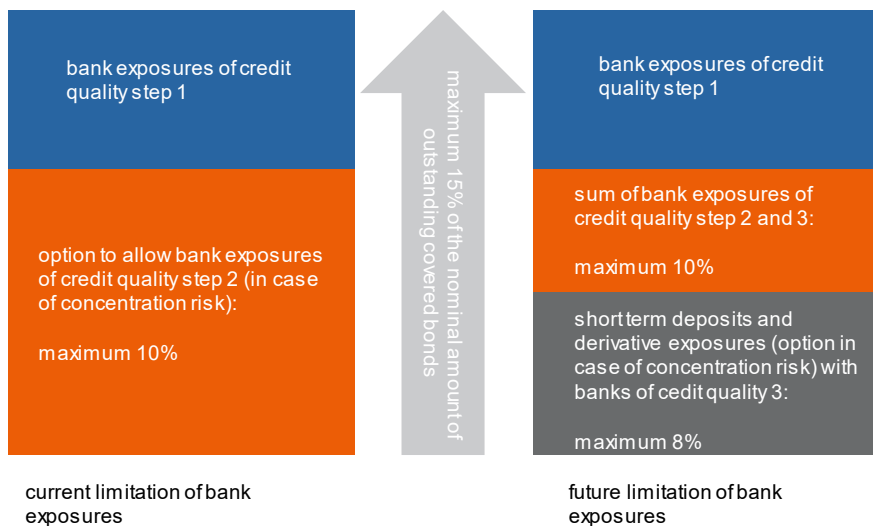 bank exposures of credit
quality step 1
option to allow bank exposures
of credit quality step 2 (in case
of concentration risk):
maximum 10%
current limitation of bank
exposures
maximum 15% of the nominal amount of
outstanding covered bonds
bank exposures of credit
quality step 1
sum of bank exposures of
credit quality step 2 and 3:
maximum 10%
short term deposits and
derivative exposures (option in
case of concentration risk) with
banks of cedit quality 3:
maximum 8%
future limitation of bank
exposures